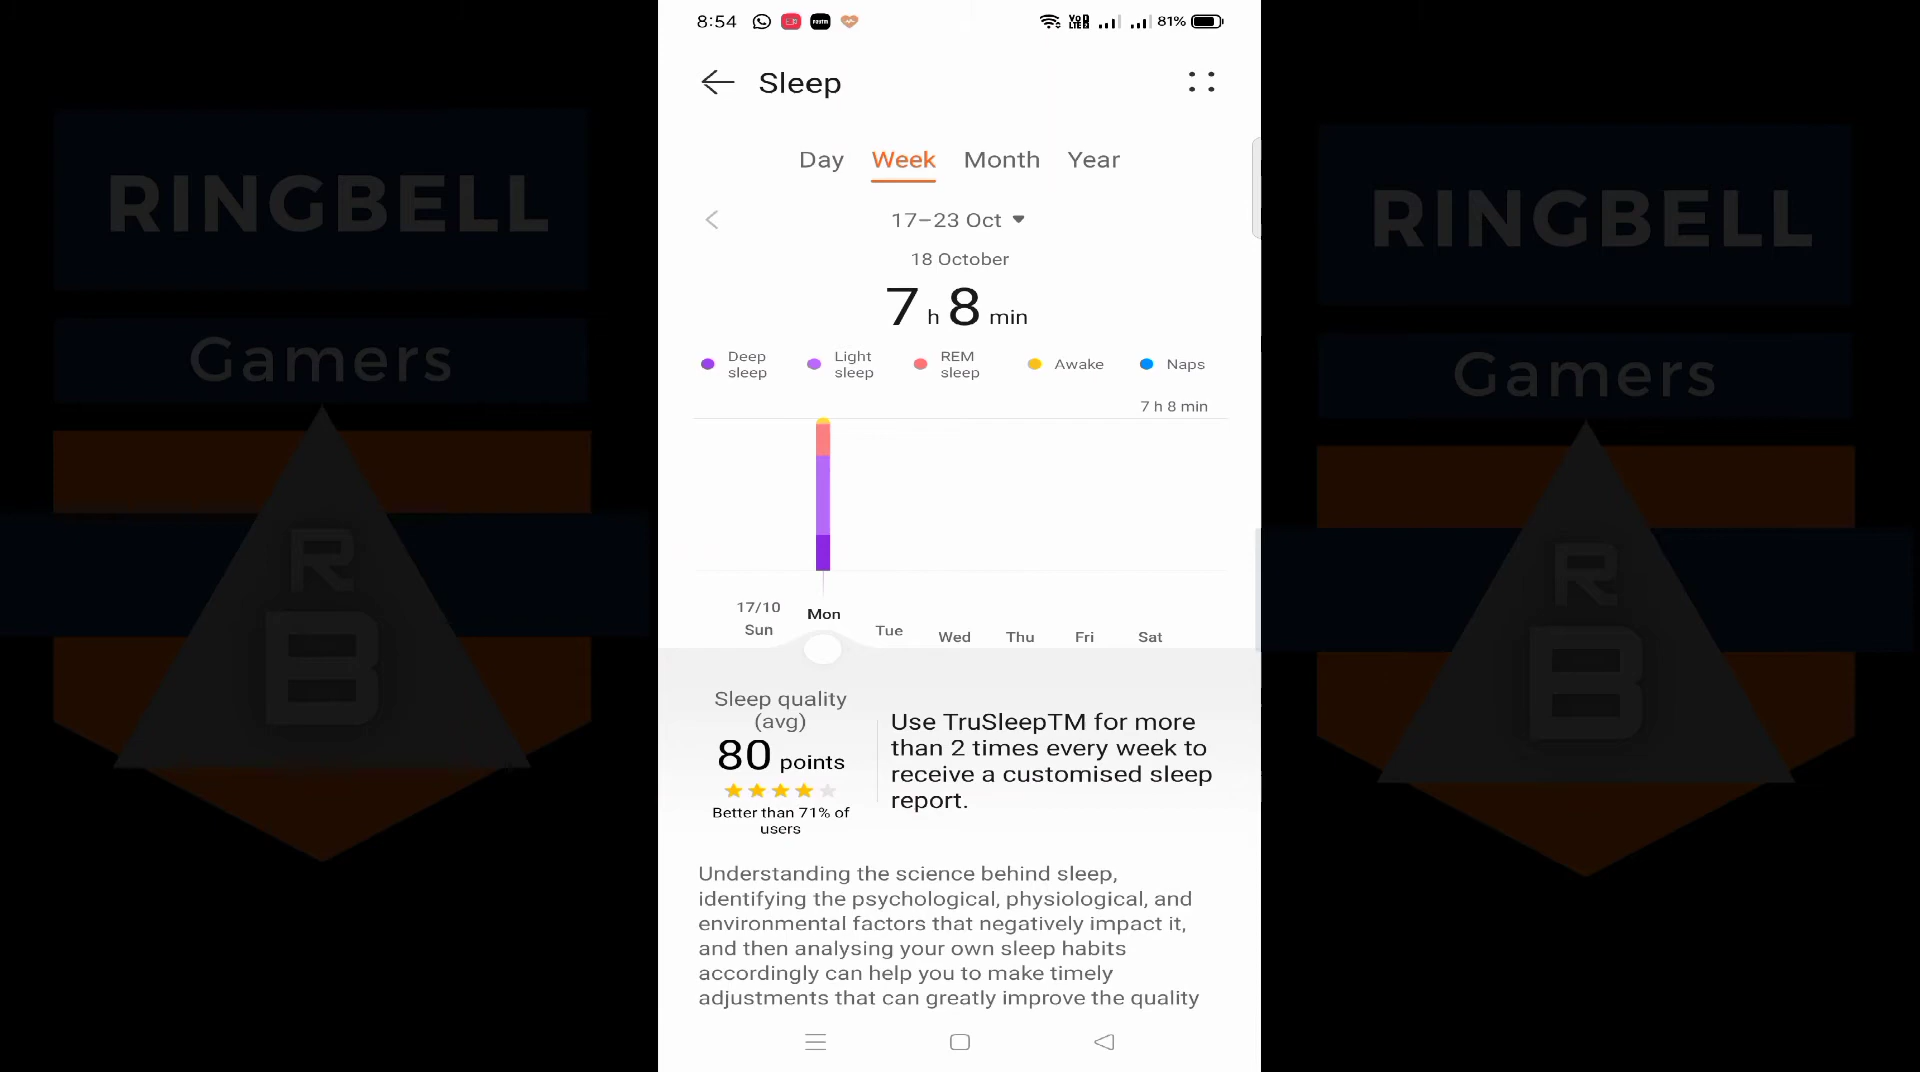 8:54
81%
Sleep
Day Week Month Year
17–23 Oct
18 October
7 h 8 min
Deep sleep
Light sleep
REM sleep
Awake
Naps
7 h 8 min
17/10
Sun
Mon
Tue
Wed
Thu
Fri
Sat
Sleep quality
(avg)
80 points
Better than 71% of
users
Use TruSleepTM for more
than 2 times every week to
receive a customised sleep
report.
Understanding the science behind sleep,
identifying the psychological, physiological, and
environmental factors that negatively impact it,
and then analysing your own sleep habits
accordingly can help you to make timely
adjustments that can greatly improve the quality
RINGBELL
Gamers
R
B
RINGBELL
Gamers
R
B